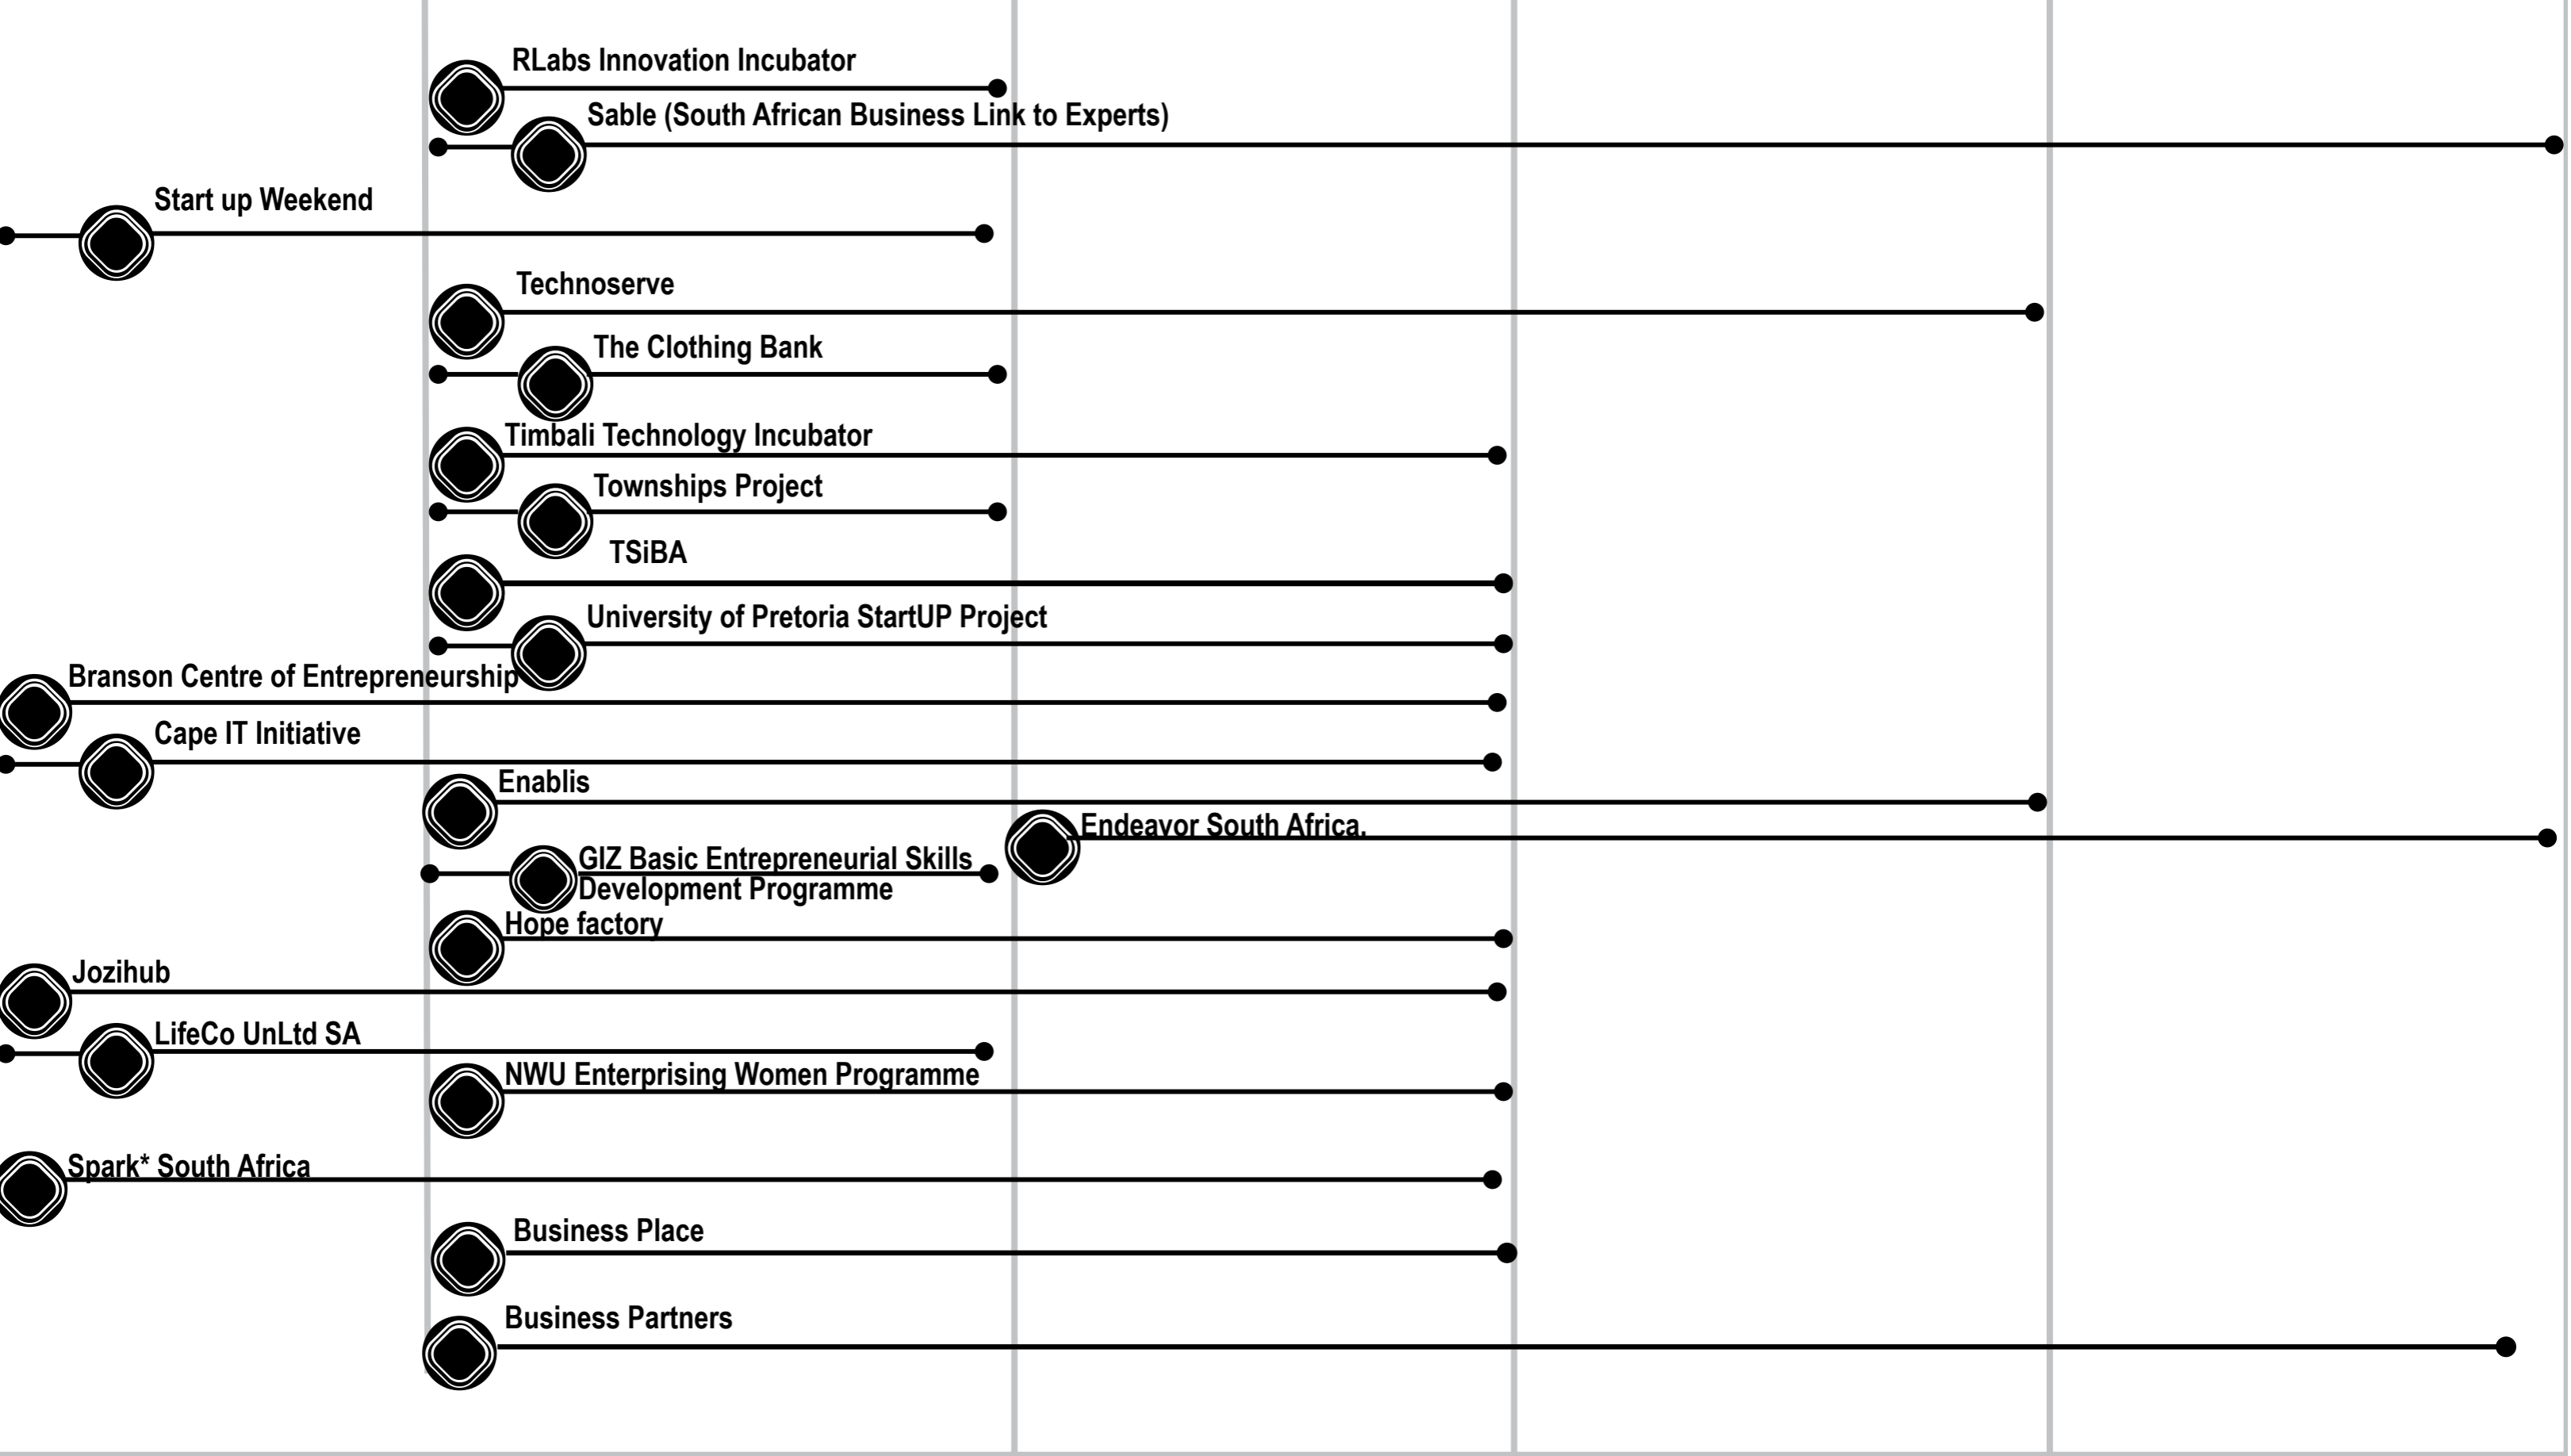 RLabs Innovation Incubator
Sable (South African Business Link to Experts)
Start up Weekend
Technoserve
The Clothing Bank
Timbali Technology Incubator
Townships Project
TSiBA
University of Pretoria StartUP Project
Branson Centre of Entrepreneurship
Cape IT Initiative
Enablis
Endeavor South Africa.
GIZ Basic Entrepreneurial Skills
Development Programme
Hope factory
Jozihub
LifeCo UnLtd SA
NWU Enterprising Women Programme
Spark* South Africa
Business Place
Business Partners